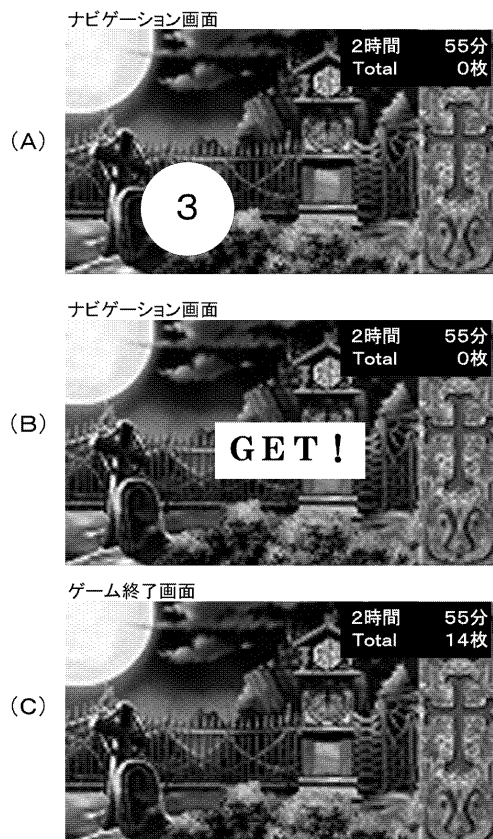 ナビゲーション画面
(A)
2時間 55分
Total 0枚
3
ナビゲーション画面
(B)
2時間 55分
Total 0枚
GET!
ゲーム終了画面
(C)
2時間 55分
Total 14枚